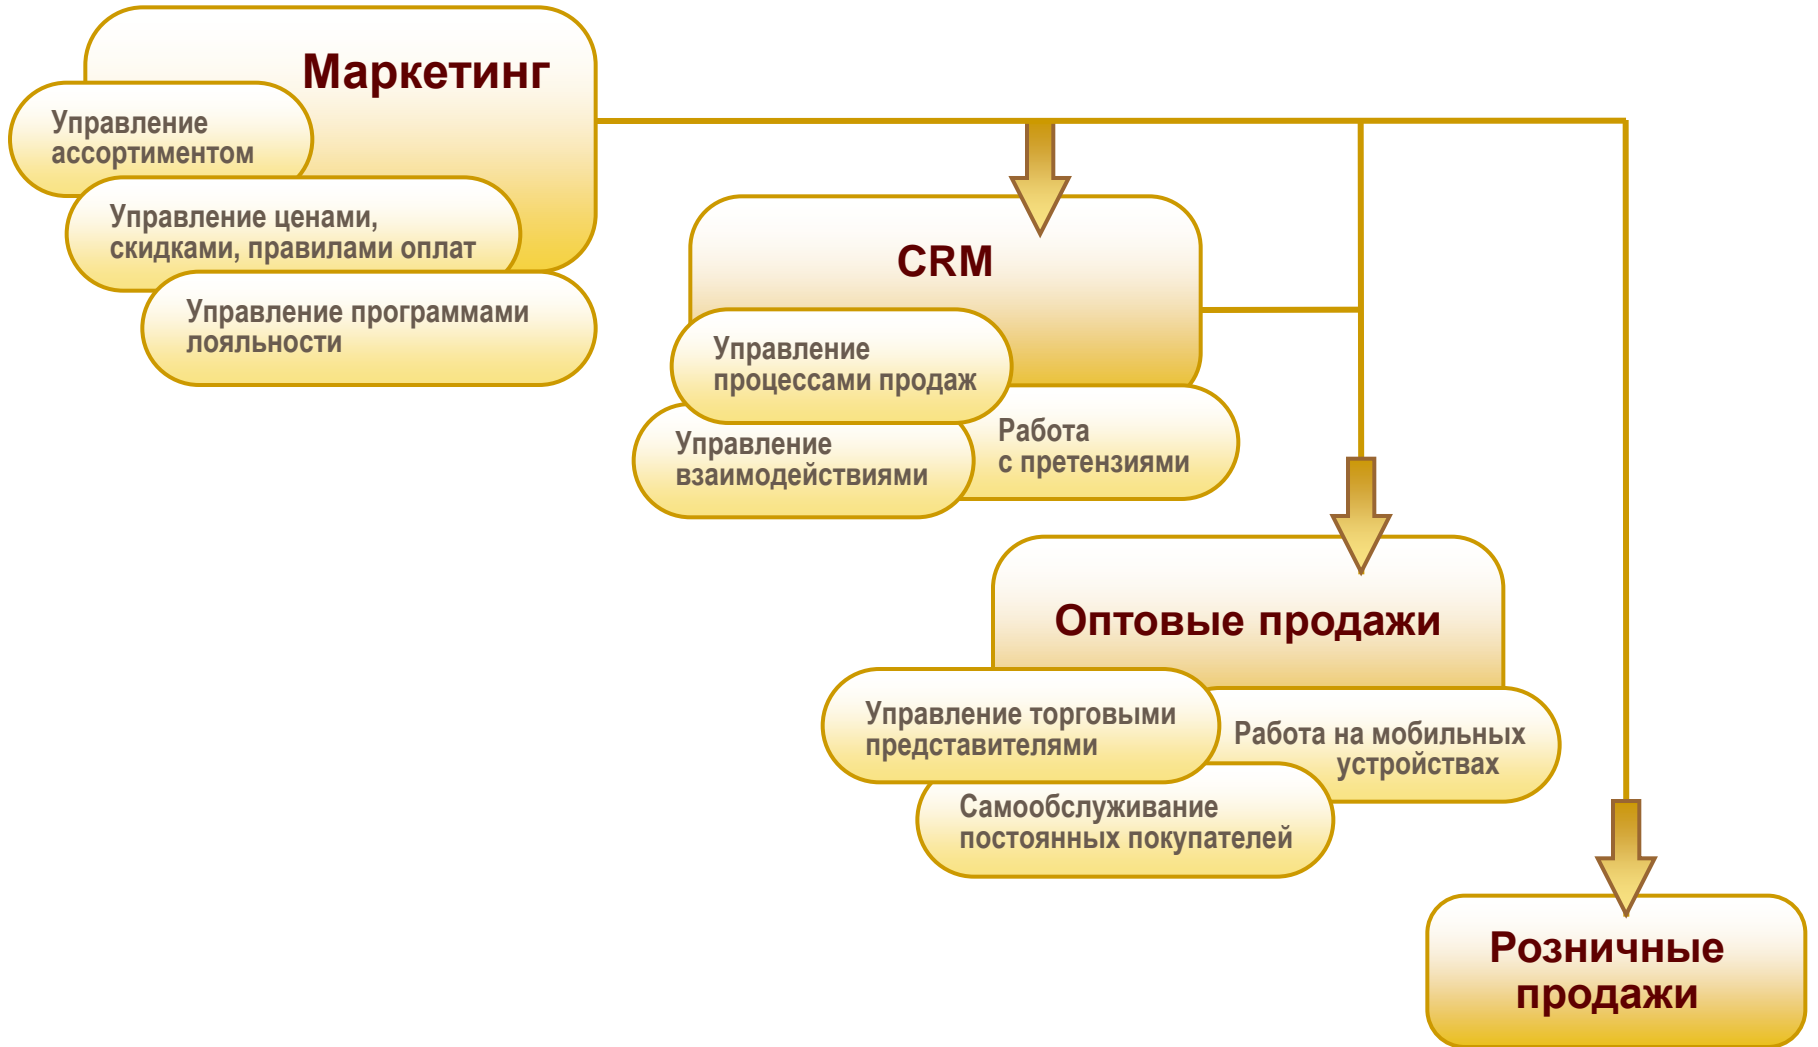 Маркетинг
Управление
ассортиментом
Управление ценами,
скидками, правилами оплат
Управление программами
лояльности
CRM
Управление
процессами продаж
Управление
взаимодействиями
Работа
с претензиями
Оптовые продажи
Управление торговыми
представителями
Работа на мобильных
устройствах
Самообслуживание
постоянных покупателей
Розничные
продажи